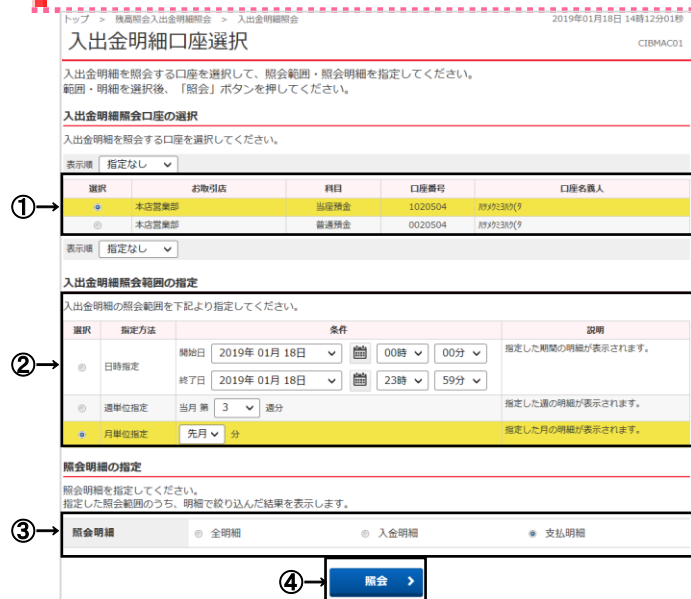 トップ > 残高照会入出金明細照会 > 入出金明細照会
2019年01月18日 14時12分01秒
入出金明細口座選択
CIBMAC01
入出金明細を照会する口座を選択して、照会範囲・照会明細を指定してください。
範囲・明細を選択後、「照会」ボタンを押してください。
入出金明細照会口座の選択
入出金明細を照会する口座を選択してください。
表示順 指定なし
①
選択 お取引店 科目 口座番号 口座名義人
本店営業部 当座預金 1020504
本店営業部 普通預金 0020504
表示順 指定なし
入出金明細照会範囲の指定
入出金明細の照会範囲を下記より指定してください。
選択 指定方法 条件 説明
②
日時指定 開始日 2019年 01月 18日 00時 00分 指定した期間の明細が表示されます。
終了日 2019年 01月 18日 23時 59分
週単位指定 当月 第 3 週分 指定した週の明細が表示されます。
月単位指定 先月 分 指定した月の明細が表示されます。
照会明細の指定
照会明細を指定してください。
指定した照会範囲のうち、明細で絞り込んだ結果を表示します。
③
照会明細 全明細 入金明細 支払明細
④
照会